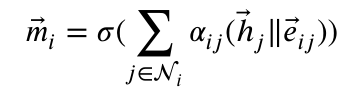 $\vec{m}_i = \sigma(\sum_{j \in \mathcal{N}_i} \alpha_{ij}(\vec{h}_j \| \vec{e}_{ij}))$